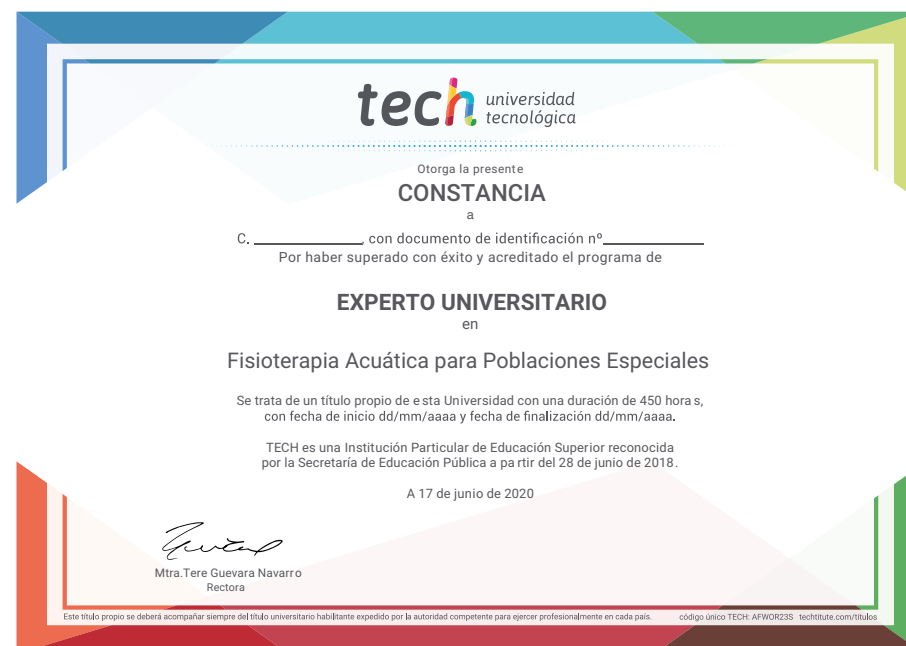 tech universidad
tecnológica
Otorga la presente
CONSTANCIA
a
C. ____________, con documento de identificación nº____________
Por haber superado con éxito y acreditado el programa de
EXPERTO UNIVERSITARIO
en
Fisioterapia Acuática para Poblaciones Especiales
Se trata de un título propio de esta Universidad con una duración de 450 horas,
con fecha de inicio dd/mm/aaaa y fecha de finalización dd/mm/aaaa.
TECH es una Institución Particular de Educación Superior reconocida
por la Secretaría de Educación Pública a partir del 28 de junio de 2018.
A 17 de junio de 2020
Mtra.Tere Guevara Navarro
Rectora
Este título propio se deberá acompañar siempre del título universitario habilitante expedido por la autoridad competente para ejercer profesionalmente en cada país. código único TECH: AFWOR23S techtitute.com/titulos